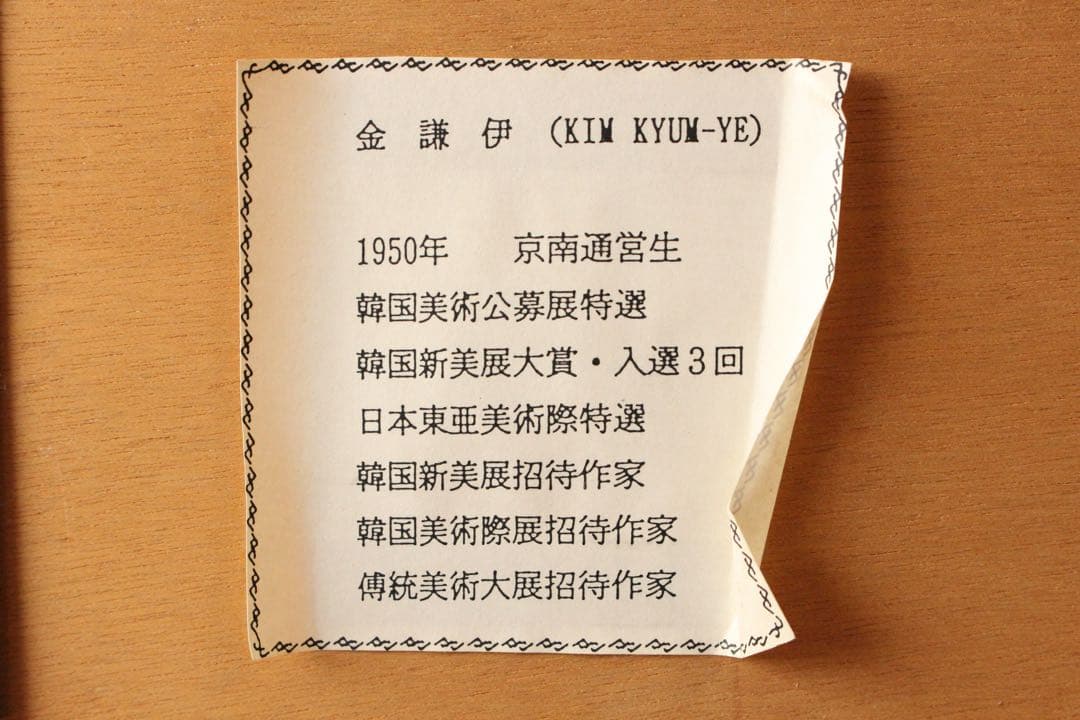 金 謙 伊 (KIM KYUM-YE)
1950年 京南通営生
韓国美術公募展特選
韓国新美展大賞・入選3回
日本東亜美術際特選
韓国新美展招待作家
韓国美術際展招待作家
傅統美術大展招待作家